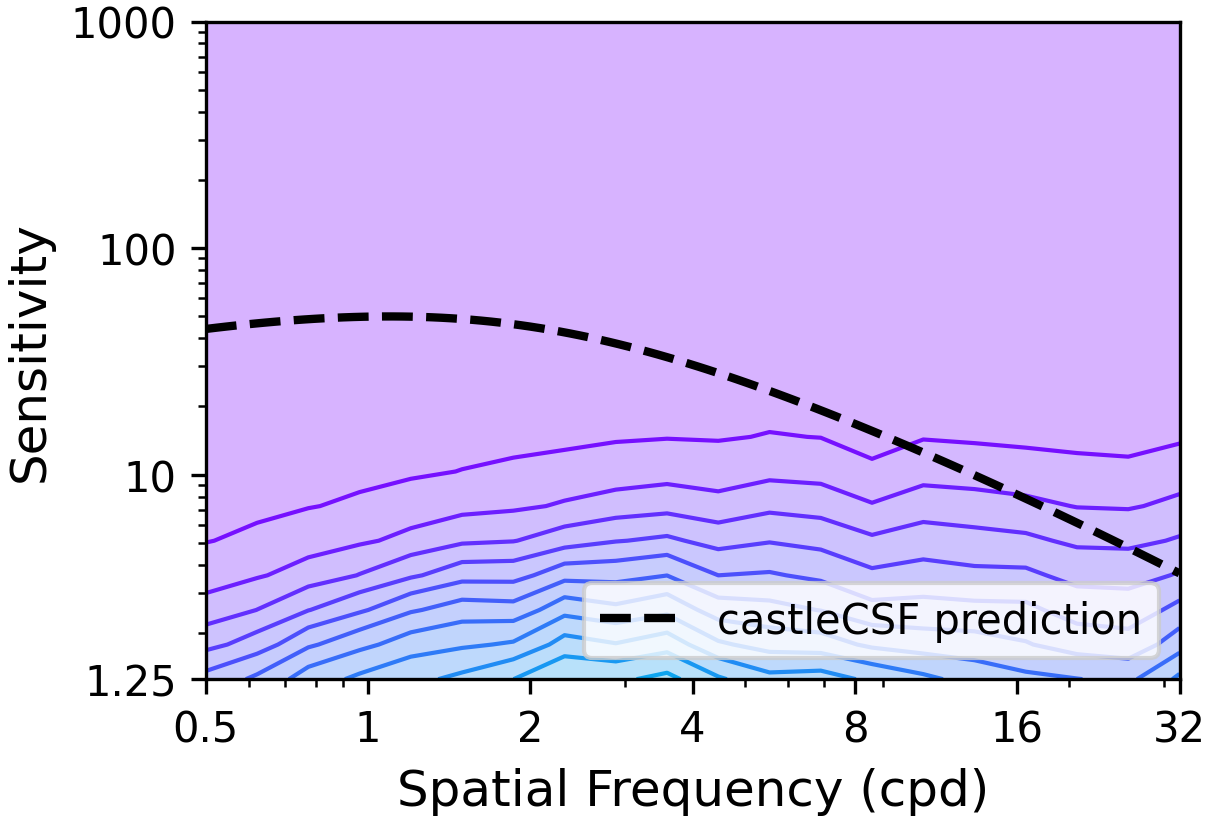 1000
100
10
1.25
Sensitivity
castleCSF prediction
0.5 1 2 4 8 16 32
Spatial Frequency (cpd)